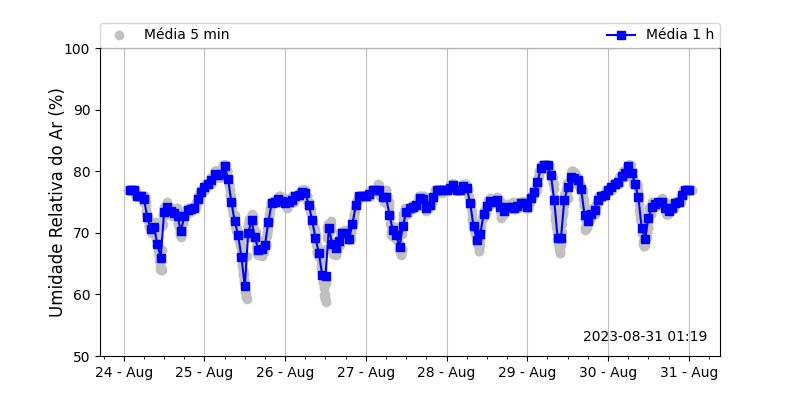 Média 5 min
Média 1 h
Umidade Relativa do Ar (%)
100
90
80
70
60
50
2023-08-31 01:19
24 - Aug
25 - Aug
26 - Aug
27 - Aug
28 - Aug
29 - Aug
30 - Aug
31 - Aug